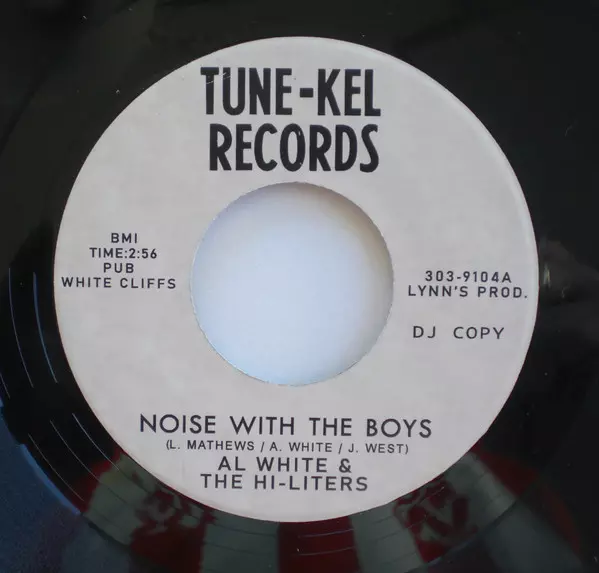 TUNE-KEL
RECORDS
BMI
TIME:2:56
PUB
WHITE CLIFFS
303-9104A
LYNN'S PROD.
DJ COPY
NOISE WITH THE BOYS
(L. MATHEWS / A. WHITE / J. WEST)
AL WHITE &
THE HI-LITERS